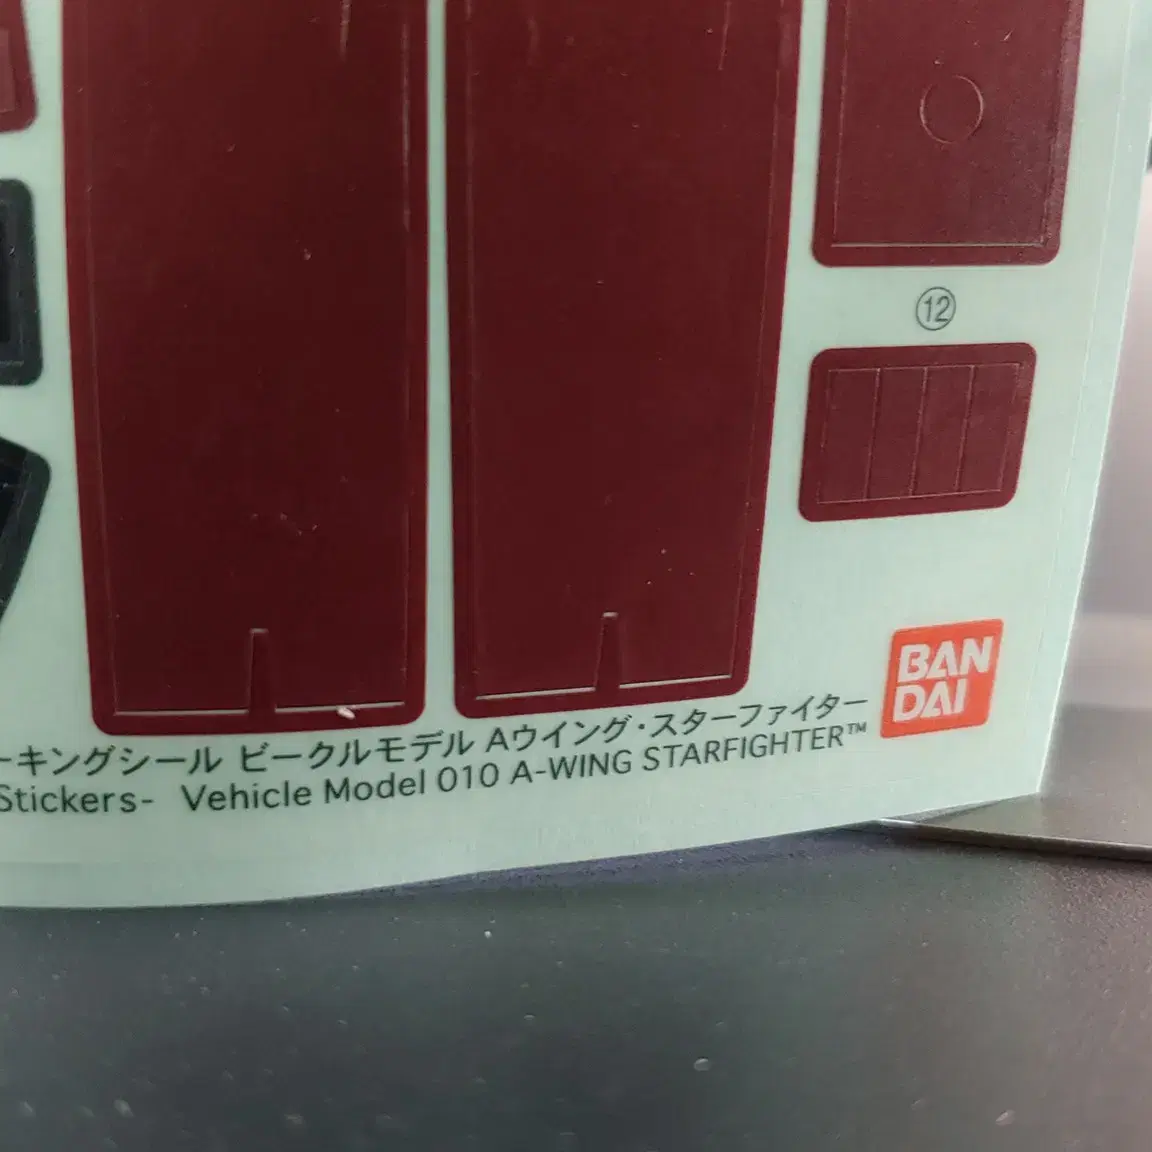 12
BAN
DAI
ーキングシール ビークルモデル Aウイング・スターファイター
Stickers- Vehicle Model 010 A-WING STARFIGHTER™